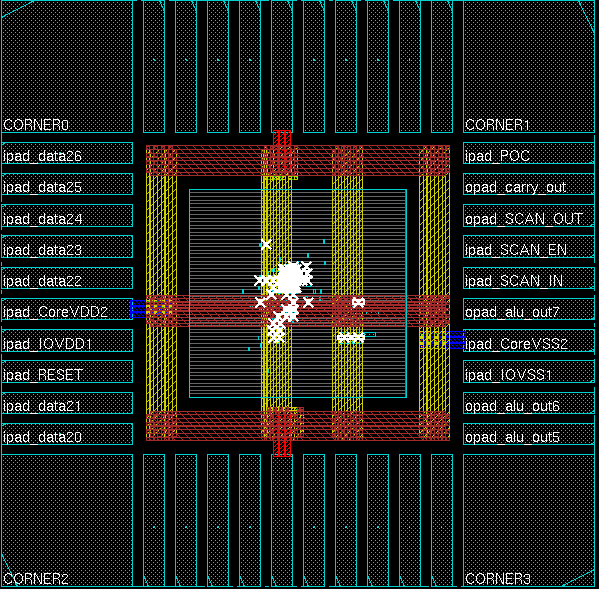 CORNER0
CORNER1
ipad_data26
ipad_POC
ipad_data25
opad_carry_out
ipad_data24
opad_SCAN_OUT
ipad_data23
ipad_SCAN_EN
ipad_data22
ipad_SCAN_IN
ipad_CoreVDD2
opad_alu_out7
ipad_IOVDD1
ipad_CoreVSS2
ipad_RESET
ipad_IOVSS1
ipad_data21
opad_alu_out6
ipad_data20
opad_alu_out5
CORNER2
CORNER3